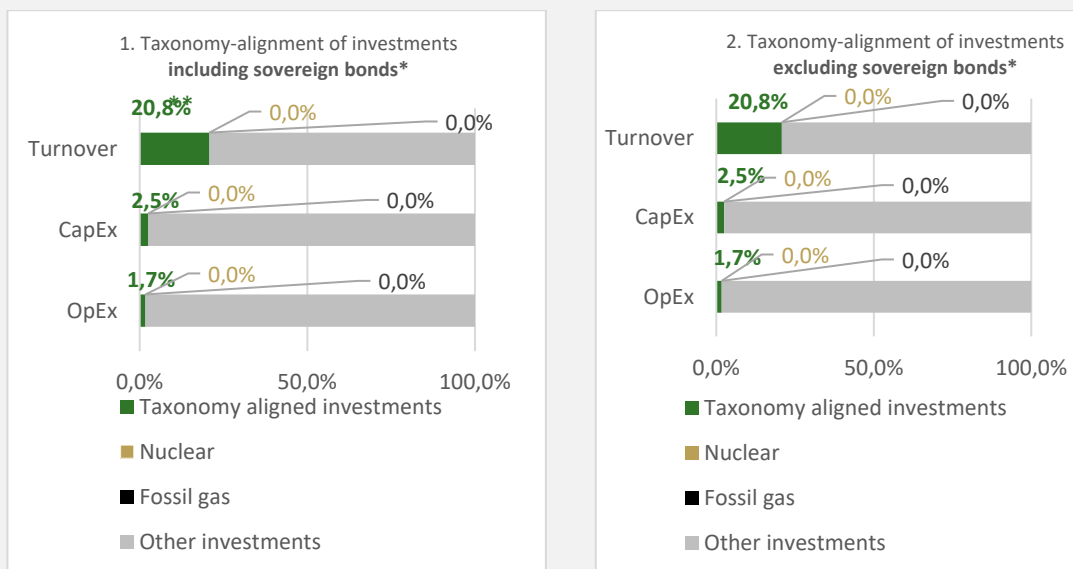 1. Taxonomy-alignment of investments
including sovereign bonds*
20,8%**
0,0%
0,0%
Turnover
2,5%
0,0%
0,0%
CapEx
1,7%
0,0%
0,0%
OpEx
0,0%
50,0%
100,0%
Taxonomy aligned investments
Nuclear
Fossil gas
Other investments
2. Taxonomy-alignment of investments
excluding sovereign bonds*
20,8%
0,0%
0,0%
Turnover
2,5%
0,0%
0,0%
CapEx
1,7%
0,0%
0,0%
OpEx
0,0%
50,0%
100,0%
Taxonomy aligned investments
Nuclear
Fossil gas
Other investments